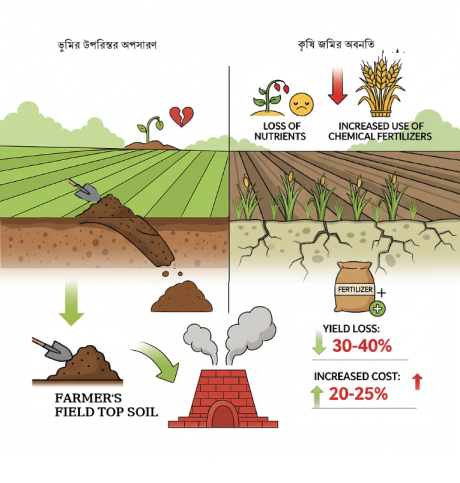 ভূমির উপরিস্তর অপসারণ
কৃষি জমির অবনতি
LOSS OF
NUTRIENTS
INCREASED USE OF
CHEMICAL FERTILIZERS
FERTILIZER
+
YIELD LOSS:
30-40%
INCREASED COST:
20-25%
FARMER'S
FIELD TOP SOIL